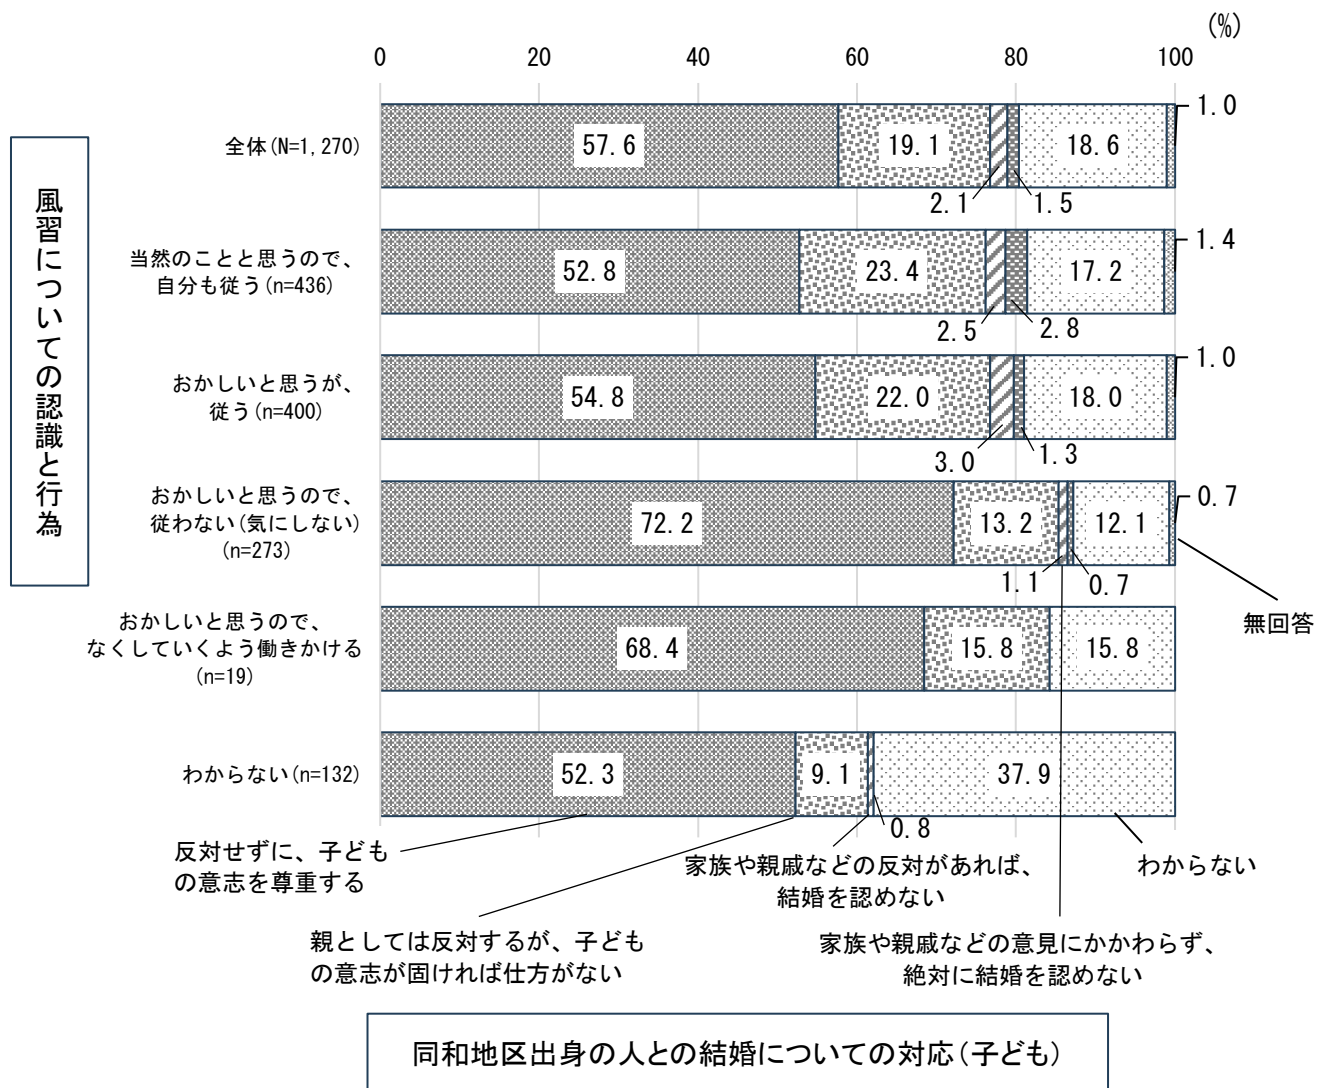 (%)
0 20 40 60 80 100
風習についての認識と行為
全体(N=1,270)
57.6 19.1 2.1 1.5 18.6 1.0
当然のことと思うので、
自分も従う(n=436)
52.8 23.4 2.5 2.8 17.2 1.4
おかしいと思うが、
従う(n=400)
54.8 22.0 3.0 1.3 18.0 1.0
おかしいと思うので、
従わない(気にしない)
(n=273)
72.2 13.2 1.1 0.7 12.1 0.7
無回答
おかしいと思うので、
なくしていくよう働きかける
(n=19)
68.4 15.8 15.8
わからない(n=132)
52.3 9.1 0.8 37.9
反対せずに、子ども
の意志を尊重する
家族や親戚などの反対があれば、
結婚を認めない
わからない
親としては反対するが、子ども
の意志が固ければ仕方がない
家族や親戚などの意見にかかわらず、
絶対に結婚を認めない
同和地区出身の人との結婚についての対応(子ども)